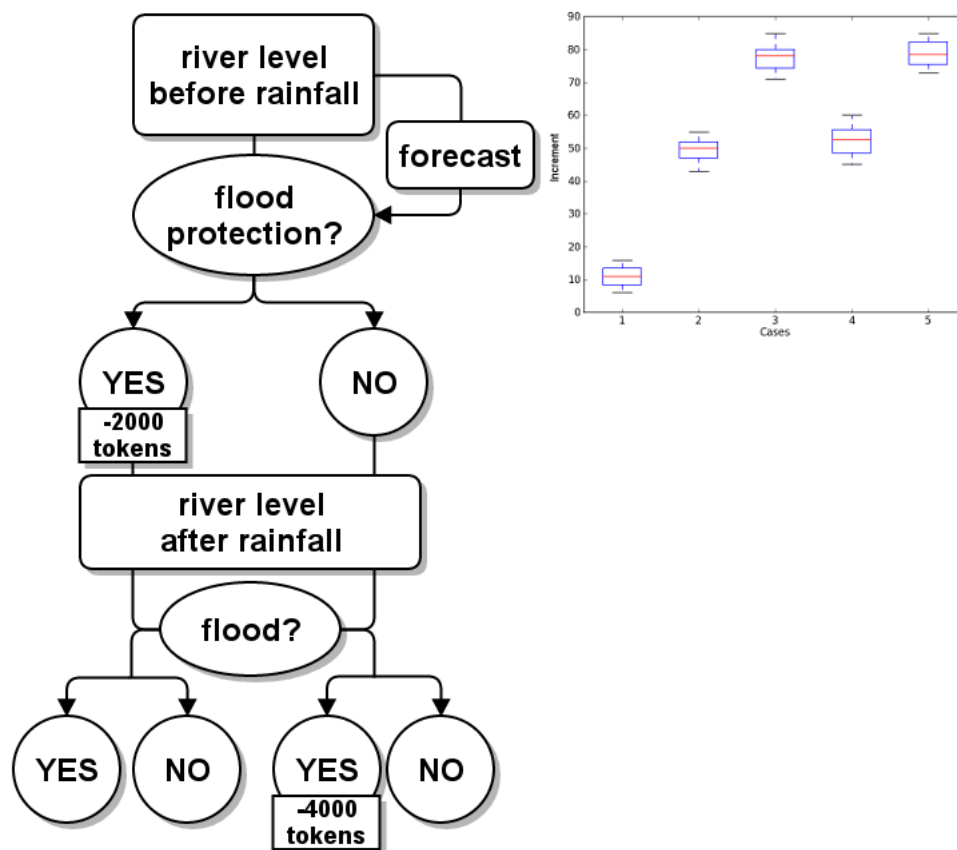 river level
before rainfall
forecast
flood
protection?
YES
-2000
tokens
NO
river level
after rainfall
flood?
YES
NO
YES
-4000
tokens
NO
Increment
90
80
70
60
50
40
30
20
10
0
1 2 3 4 5
Cases